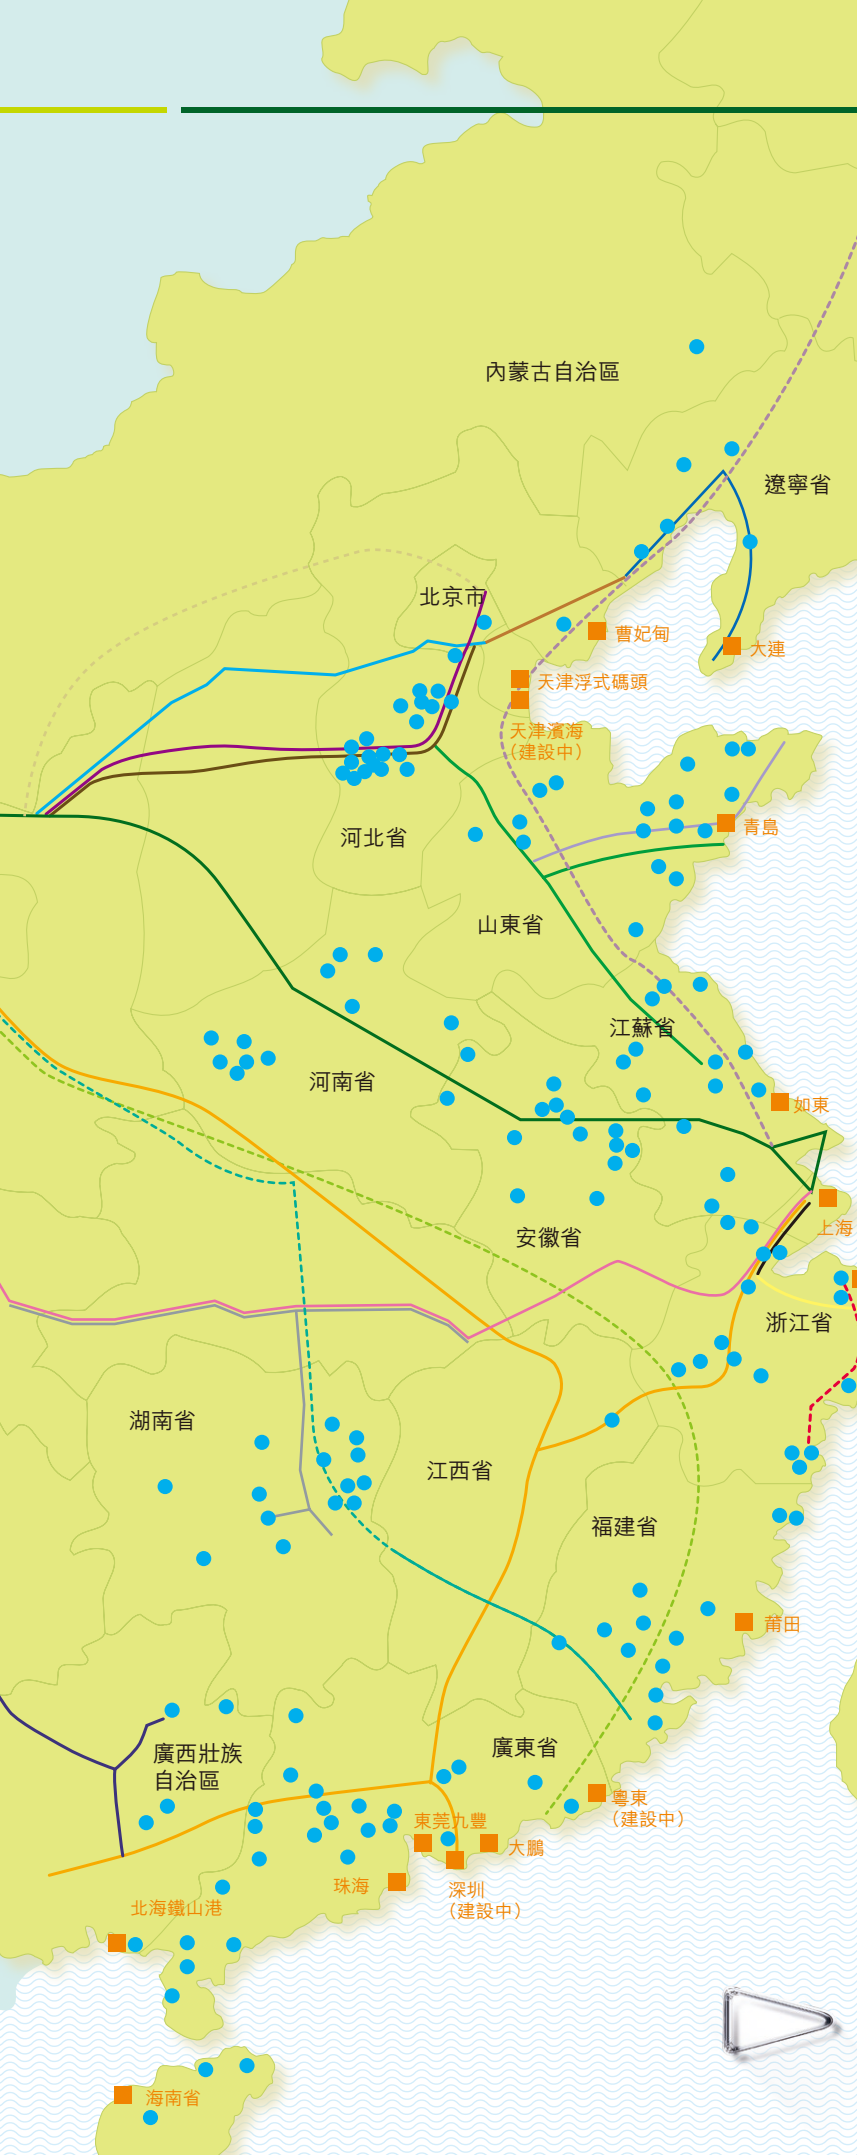 內蒙古自治區
遼寧省
北京市
曹妃甸
大連
天津浮式碼頭
天津濱海
（建設中）
青島
河北省
山東省
江蘇省
河南省
如東
安徽省
上海
浙江省
湖南省
江西省
福建省
莆田
廣東省
廣西壯族
自治區
粵東
（建設中）
東莞九豐
大鵬
珠海
深圳
（建設中）
北海鐵山港
海南省